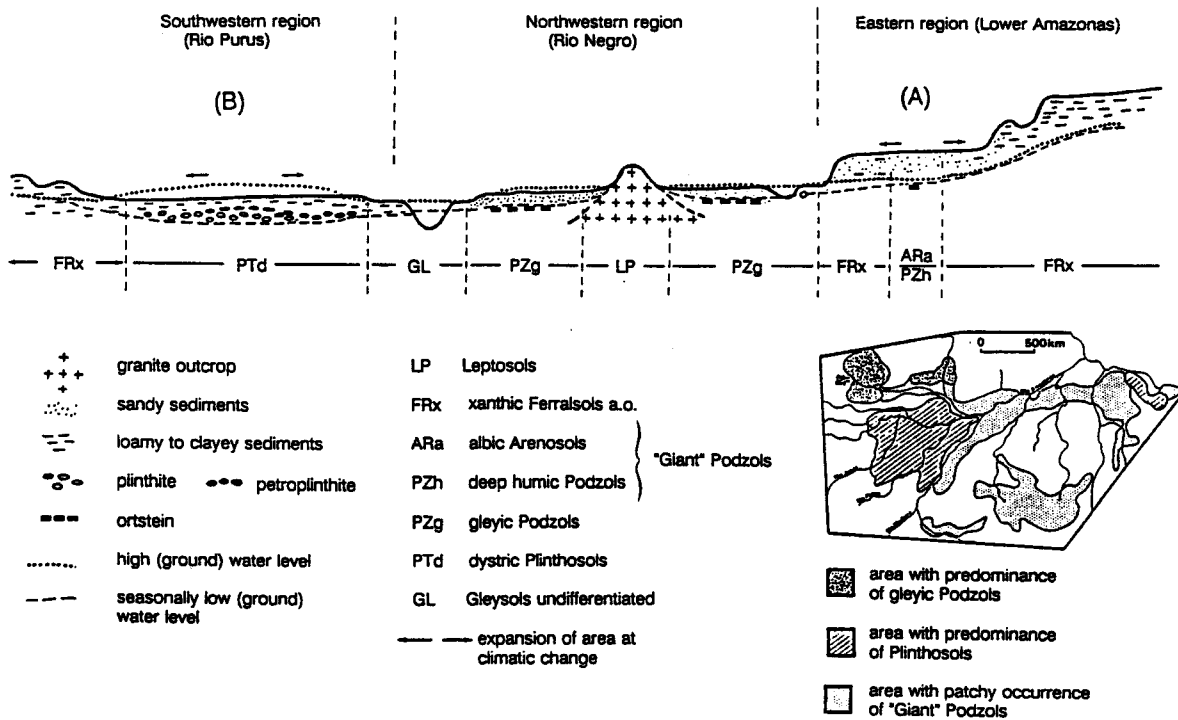 Southwestern region
(Rio Purus)
Northwestern region
(Rio Negro)
Eastern region (Lower Amazonas)
(B)
(A)
FRx
PTd
GL
PZg
LP
PZg
FRx
ARa
PZh
FRx
granite outcrop
sandy sediments
loamy to clayey sediments
plinthite
petroplinthite
ortstein
high (ground) water level
seasonally low (ground)
water level
LP Leptosols
FRx xanthic Ferralsols a.o.
ARa albic Arenosols
PZh deep humic Podzols
"Giant" Podzols
PZg gleyic Podzols
PTd dystric Plinthosols
GL Gleysols undifferentiated
expansion of area at
climatic change
0 500km
area with predominance
of gleyic Podzols
area with predominance
of Plinthosols
area with patchy occurrence
of "Giant" Podzols